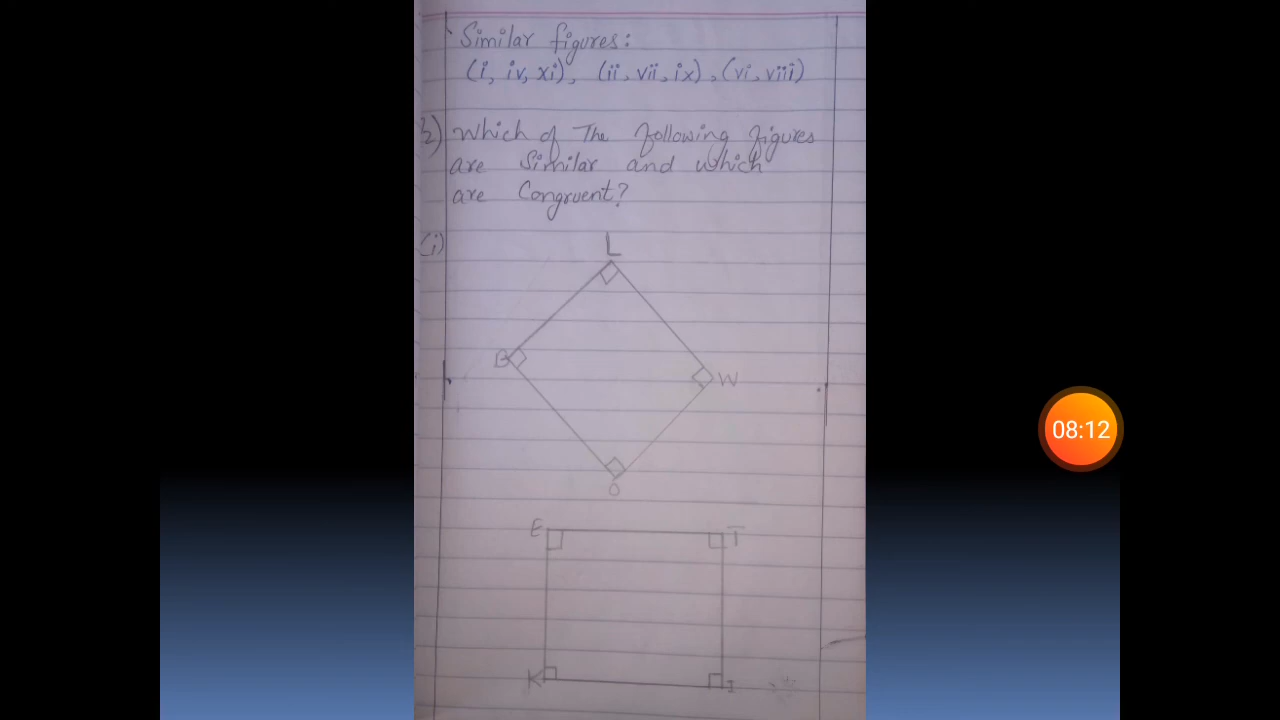 Similar figures:
(i, iv, xi), (ii, vii, ix), (vi, viii)
2) Which of The following figures
are Similar and which
are Congruent?
(i)
L
B
W
O
E T
K I
08:12